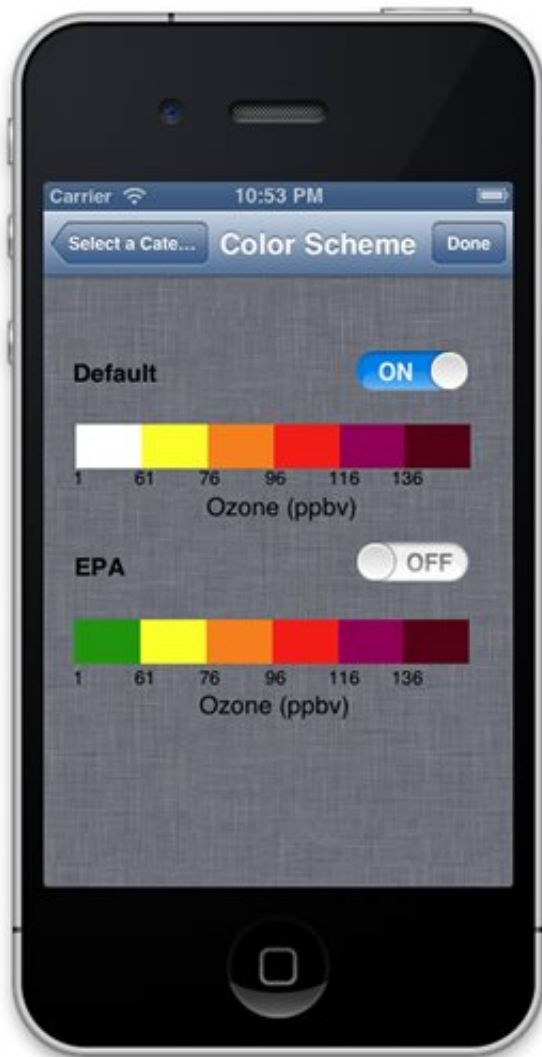 Carrier 10:53 PM
Select a Cate... Color Scheme Done
Default ON
1 61 76 96 116 136
Ozone (ppbv)
EPA OFF
1 61 76 96 116 136
Ozone (ppbv)